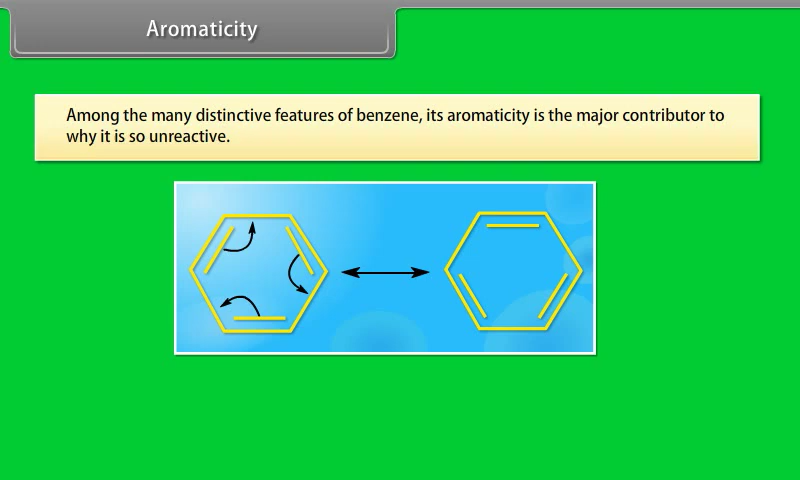 Aromaticity
Among the many distinctive features of benzene, its aromaticity is the major contributor to
why it is so unreactive.